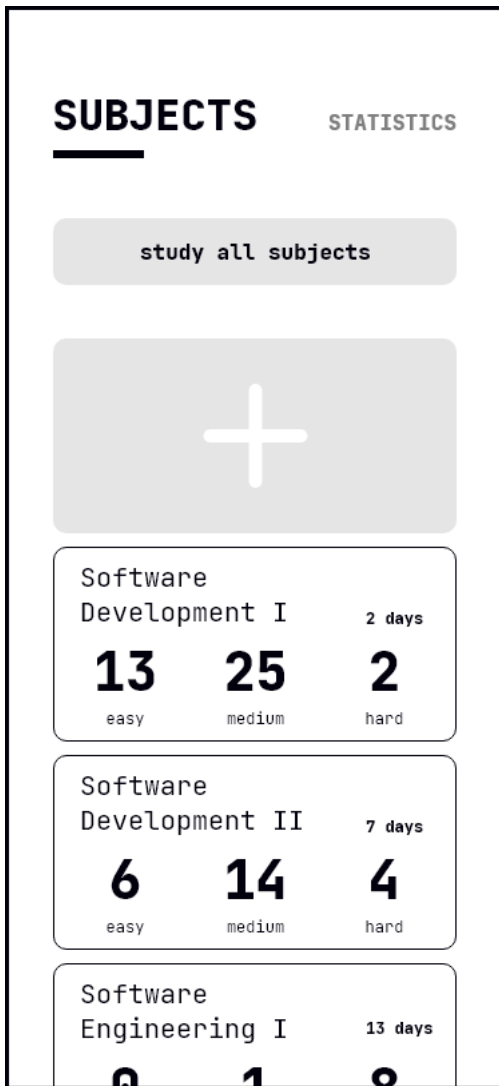 SUBJECTS
STATISTICS
study all subjects
Software
Development I
2 days
13 25 2
easy medium hard
Software
Development II
7 days
6 14 4
easy medium hard
Software
Engineering I
13 days